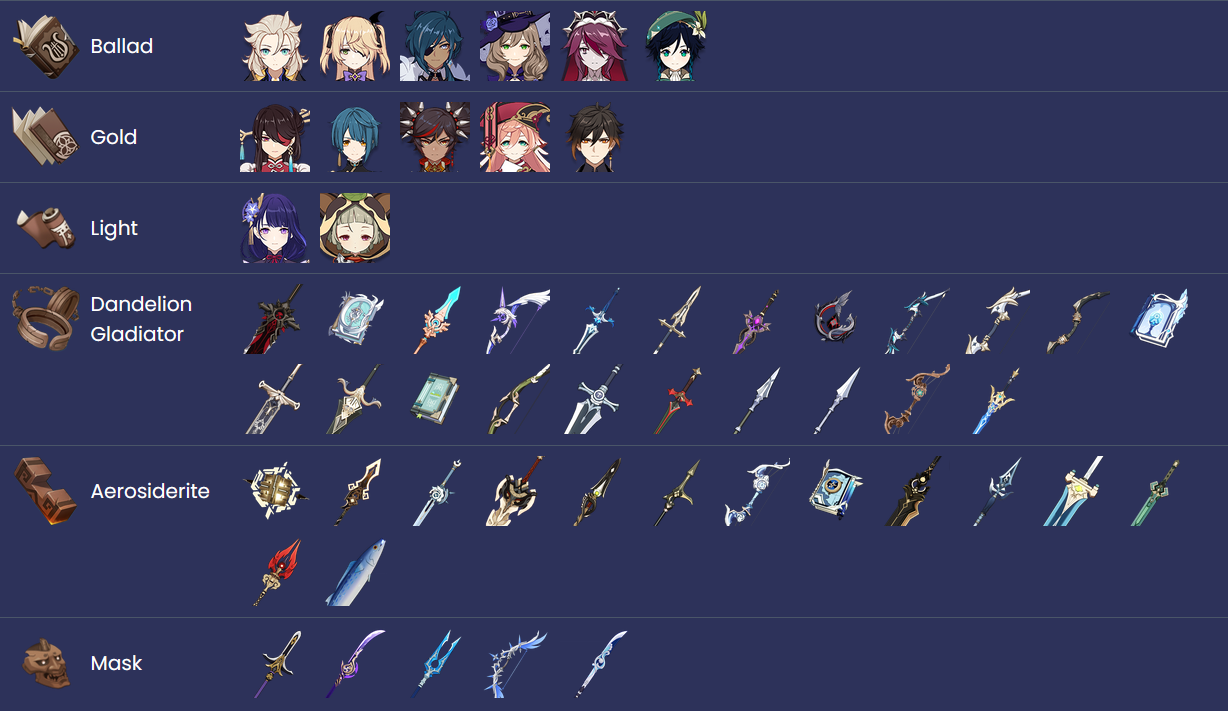 Ballad
Gold
Light
Dandelion
Gladiator
Aerosiderite
Mask